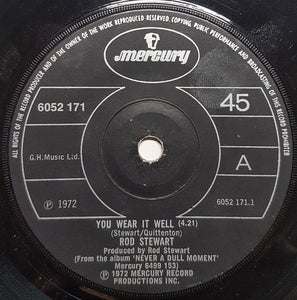 ALL RIGHTS OF THE RECORD PRODUCER AND OF THE OWNER OF THE WORK REPRODUCED RESERVED COPYING, PUBLIC PERFORMANCE AND BROADCASTING OF THIS RECORD PROHIBITED
mercury
6052 171
45
G.H.Music Ltd.
A
℗ 1972
6052 171.1
YOU WEAR IT WELL (4.21)
(Stewart/Quittenton)
ROD STEWART
Produced by Rod Stewart
(From the album 'NEVER A DULL MOMENT'
Mercury 6499 153)
℗ 1972 MERCURY RECORD
PRODUCTIONS INC.